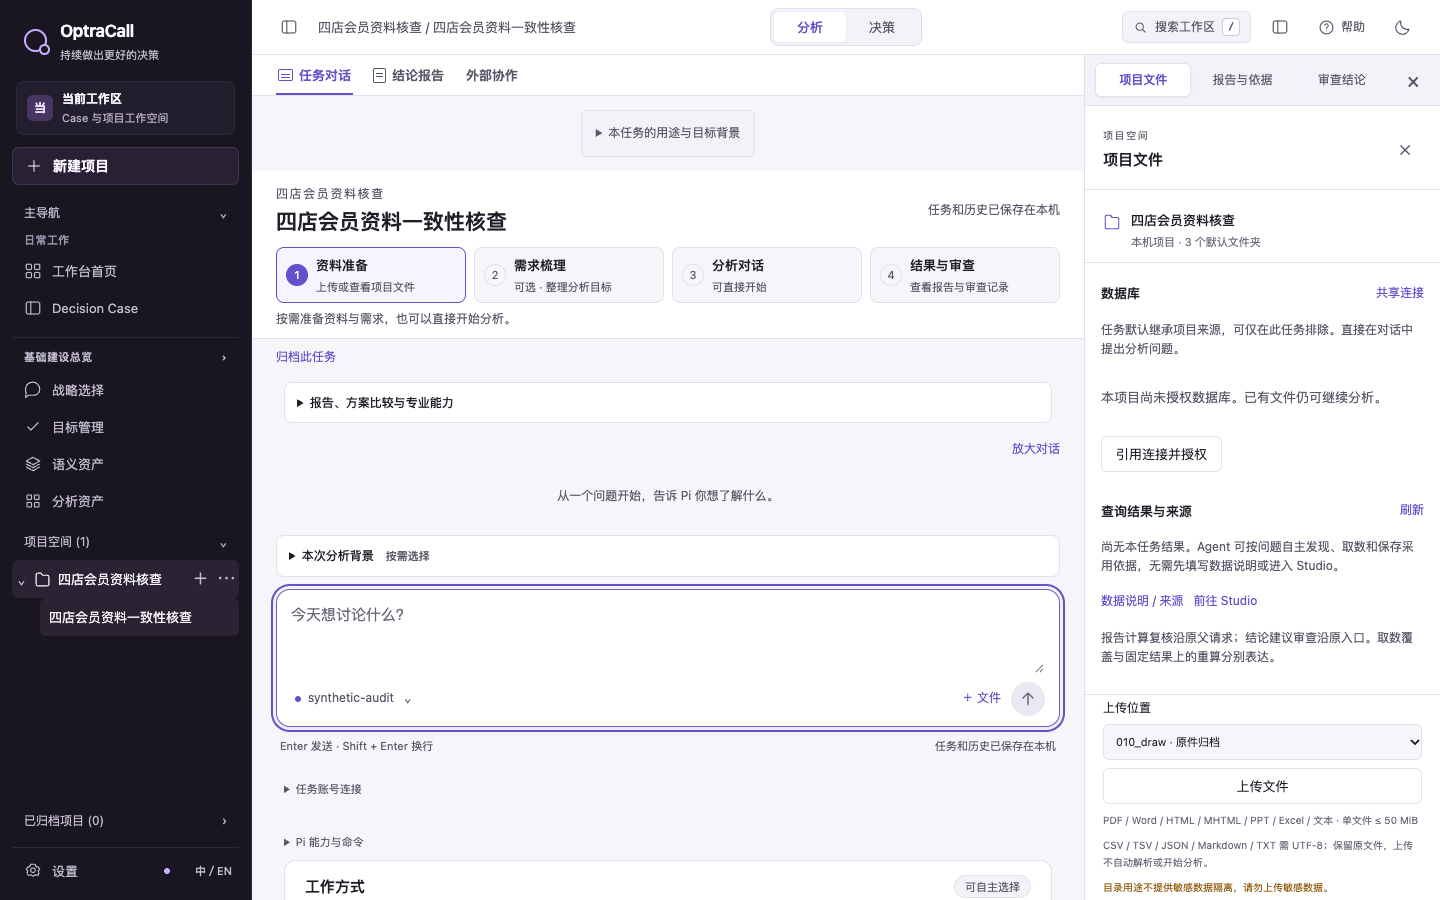 OptraCall
持续做出更好的决策
当
当前工作区
Case 与项目工作空间
新建项目
主导航
日常工作
工作台首页
Decision Case
基础建设总览
战略选择
目标管理
语义资产
分析资产
项目空间 (1)
四店会员资料核查
四店会员资料一致性核查
已归档项目 (0)
设置
中 / EN
四店会员资料核查 / 四店会员资料一致性核查
分析
决策
搜索工作区 /
帮助
任务对话
结论报告
外部协作
本任务的用途与目标背景
四店会员资料核查
四店会员资料一致性核查
任务和历史已保存在本机
1 资料准备
上传或查看项目文件
2 需求梳理
可选 · 整理分析目标
3 分析对话
可直接开始
4 结果与审查
查看报告与审查记录
按需准备资料与需求，也可以直接开始分析。
归档此任务
报告、方案比较与专业能力
放大对话
从一个问题开始，告诉 Pi 你想了解什么。
本次分析背景 按需选择
今天想讨论什么?
synthetic-audit
+ 文件
Enter 发送 · Shift + Enter 换行
任务和历史已保存在本机
任务账号连接
Pi 能力与命令
工作方式
可自主选择
项目文件
报告与依据
审查结论
项目空间
项目文件
四店会员资料核查
本机项目 · 3 个默认文件夹
数据库
共享连接
任务默认继承项目来源，可仅在此任务排除。直接在对话中
提出分析问题。
本项目尚未授权数据库。已有文件仍可继续分析。
引用连接并授权
查询结果与来源
刷新
尚无本任务结果。Agent 可按问题自主发现、取数和保存采
用依据，无需先填写数据说明或进入 Studio。
数据说明 / 来源 前往 Studio
报告计算复核沿原父请求；结论建议审查沿原入口。取数覆
盖与固定结果上的重算分别表达。
上传位置
010_draw · 原件归档
上传文件
PDF / Word / HTML / MHTML / PPT / Excel / 文本 · 单文件 ≤ 50 MiB
CSV / TSV / JSON / Markdown / TXT 需 UTF-8；保留原文件，上传
不自动解析或开始分析。
目录用途不提供敏感数据隔离，请勿上传敏感数据。